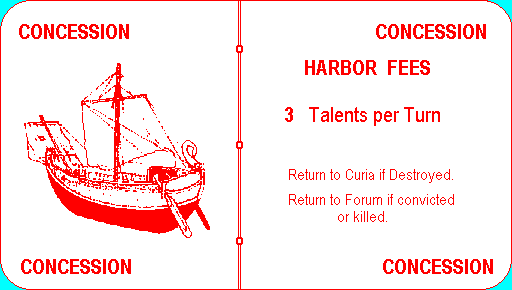 CONCESSION
CONCESSION
HARBOR FEES
3 Talents per Turn
Return to Curia if Destroyed.
Return to Forum if convicted
or killed.
CONCESSION
CONCESSION